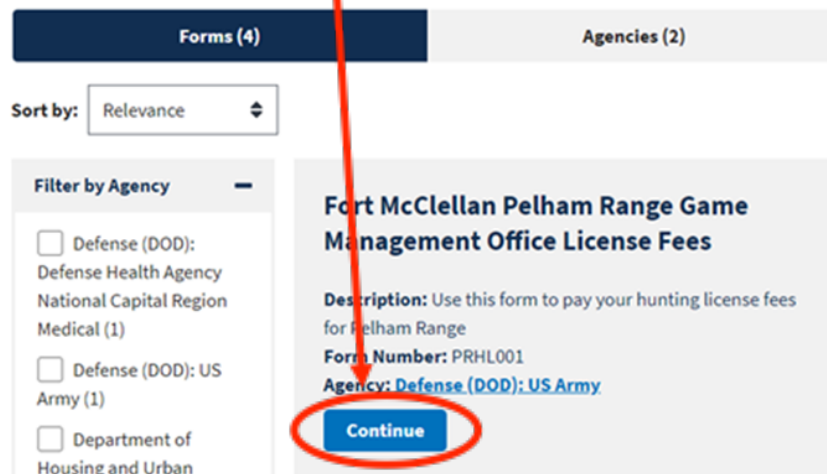 Forms (4)
Agencies (2)
Sort by:
Relevance
Filter by Agency
Defense (DOD):
Defense Health Agency
National Capital Region
Medical (1)
Defense (DOD): US
Army (1)
Department of
Housing and Urban
Fort McClellan Pelham Range Game
Management Office License Fees
Description: Use this form to pay your hunting license fees
for Pelham Range
Form Number: PRHL001
Agency: Defense (DOD): US Army
Continue